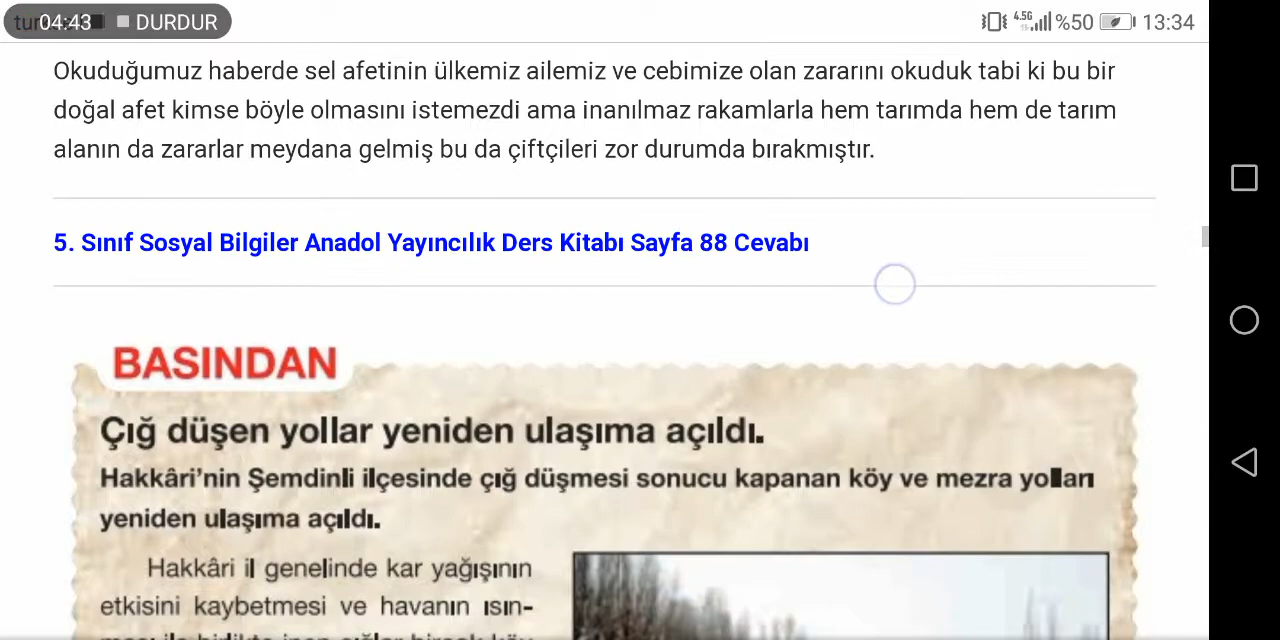 04:43 DURDUR 4.5G %50 13:34
Okuduğumuz haberde sel afetinin ülkemiz ailemiz ve cebimize olan zararını okuduk tabi ki bu bir
doğal afet kimse böyle olmasını istemezdi ama inanılmaz rakamlarla hem tarımda hem de tarım
alanın da zararlar meydana gelmiş bu da çiftçileri zor durumda bırakmıştır.
5. Sınıf Sosyal Bilgiler Anadol Yayıncılık Ders Kitabı Sayfa 88 Cevabı
BASINDAN
Çığ düşen yollar yeniden ulaşıma açıldı.
Hakkâri'nin Şemdinli ilçesinde çığ düşmesi sonucu kapanan köy ve mezra yolları
yeniden ulaşıma açıldı.
Hakkâri il genelinde kar yağışının
etkisini kaybetmesi ve havanın ısın-